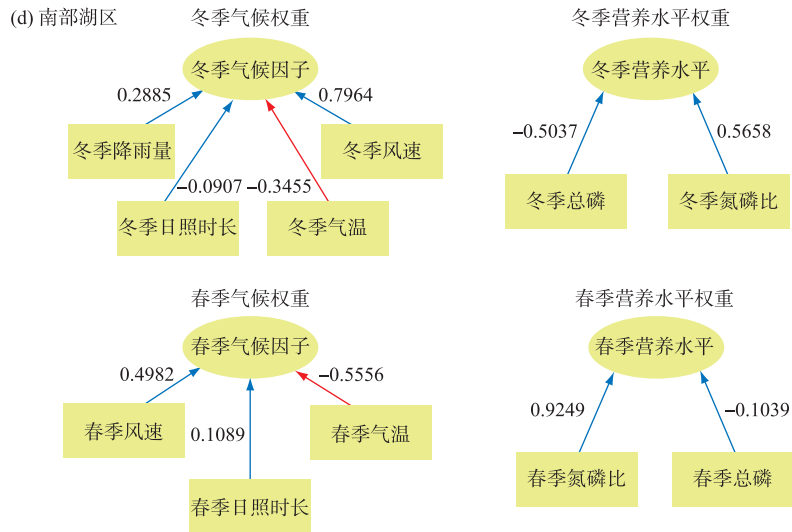 (d) 南部湖区
冬季气候权重
冬季营养水平权重
冬季气候因子
冬季营养水平
0.2885
0.7964
−0.5037
0.5658
冬季降雨量
冬季风速
−0.0907
−0.3455
冬季总磷
冬季氮磷比
冬季日照时长
冬季气温
春季气候权重
春季营养水平权重
春季气候因子
春季营养水平
0.4982
−0.5556
0.9249
−0.1039
春季风速
0.1089
春季气温
春季氮磷比
春季总磷
春季日照时长